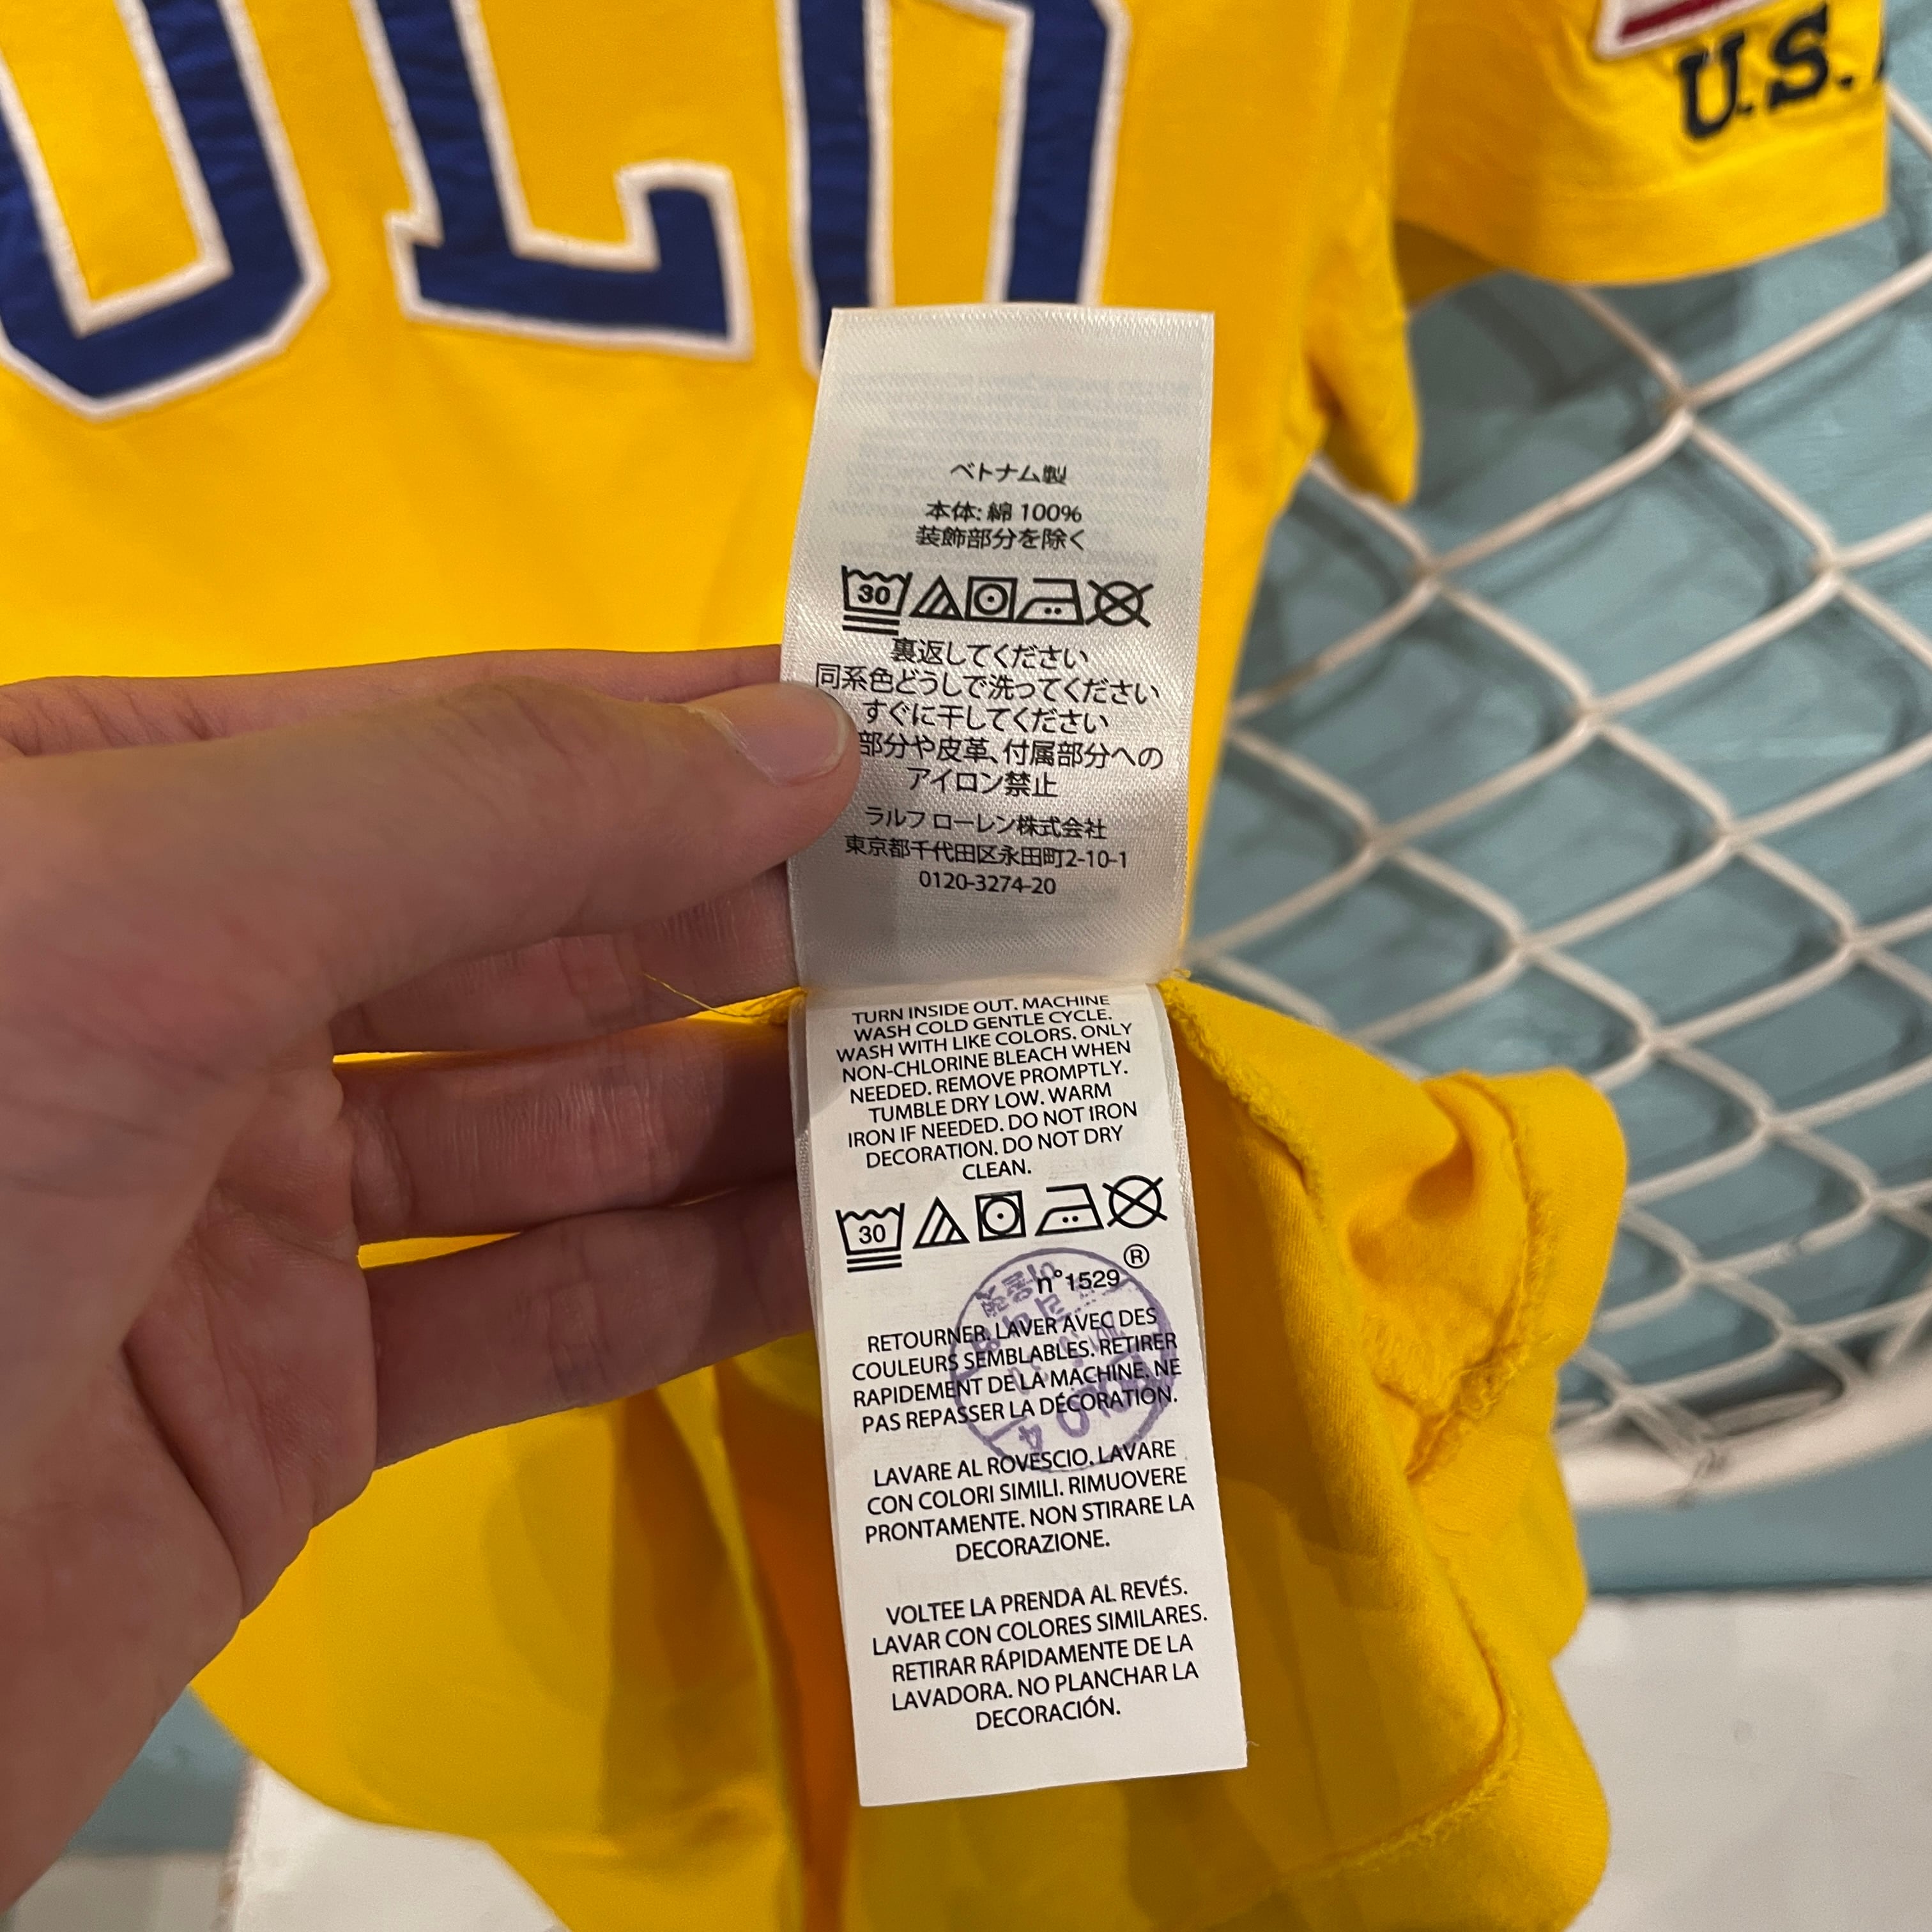 U.S.
ベトナム製
本体: 綿 100%
装飾部分を除く
30
裏返してください
同系色どうしで洗ってください
すぐに干してください
部分や皮革、付属部分への
アイロン禁止
ラルフ ローレン株式会社
東京都千代田区永田町2-10-1
0120-3274-20
TURN INSIDE OUT. MACHINE
WASH COLD GENTLE CYCLE.
WASH WITH LIKE COLORS. ONLY
NON-CHLORINE BLEACH WHEN
NEEDED. REMOVE PROMPTLY.
TUMBLE DRY LOW. WARM
IRON IF NEEDED. DO NOT IRON
DECORATION. DO NOT DRY
CLEAN.
30
®
n°1529
RETOURNER. LAVER AVEC DES
COULEURS SEMBLABLES. RETIRER
RAPIDEMENT DE LA MACHINE. NE
PAS REPASSER LA DÉCORATION.
LAVARE AL ROVESCIO. LAVARE
CON COLORI SIMILI. RIMUOVERE
PRONTAMENTE. NON STIRARE LA
DECORAZIONE.
VOLTEE LA PRENDA AL REVÉS.
LAVAR CON COLORES SIMILARES.
RETIRAR RÁPIDAMENTE DE LA
LAVADORA. NO PLANCHAR LA
DECORACIÓN.